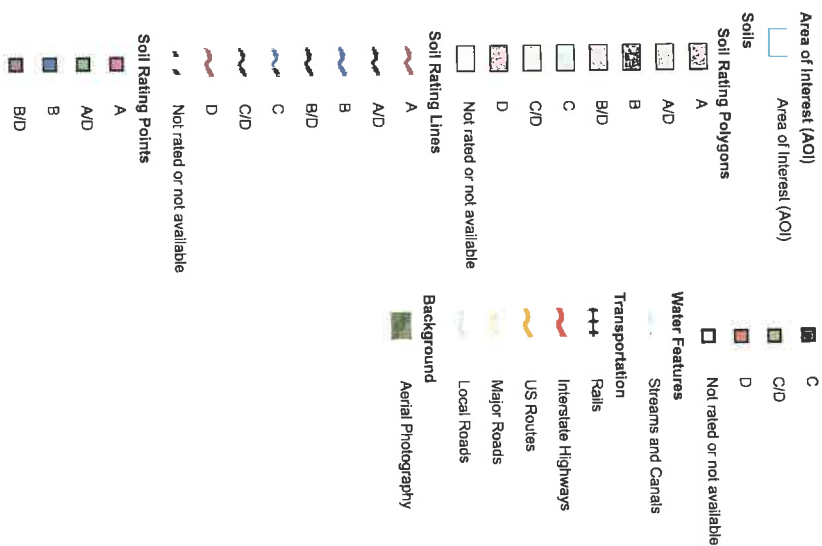 Area of Interest (AOI)
Area of Interest (AOI)
Soils
Soil Rating Polygons
A
A/D
B
B/D
C
C/D
D
Not rated or not available
Soil Rating Lines
A
A/D
B
B/D
C
C/D
D
Not rated or not available
Soil Rating Points
A
A/D
B
B/D
C
C/D
D
Not rated or not available
Water Features
Streams and Canals
Transportation
Rails
Interstate Highways
US Routes
Major Roads
Local Roads
Background
Aerial Photography